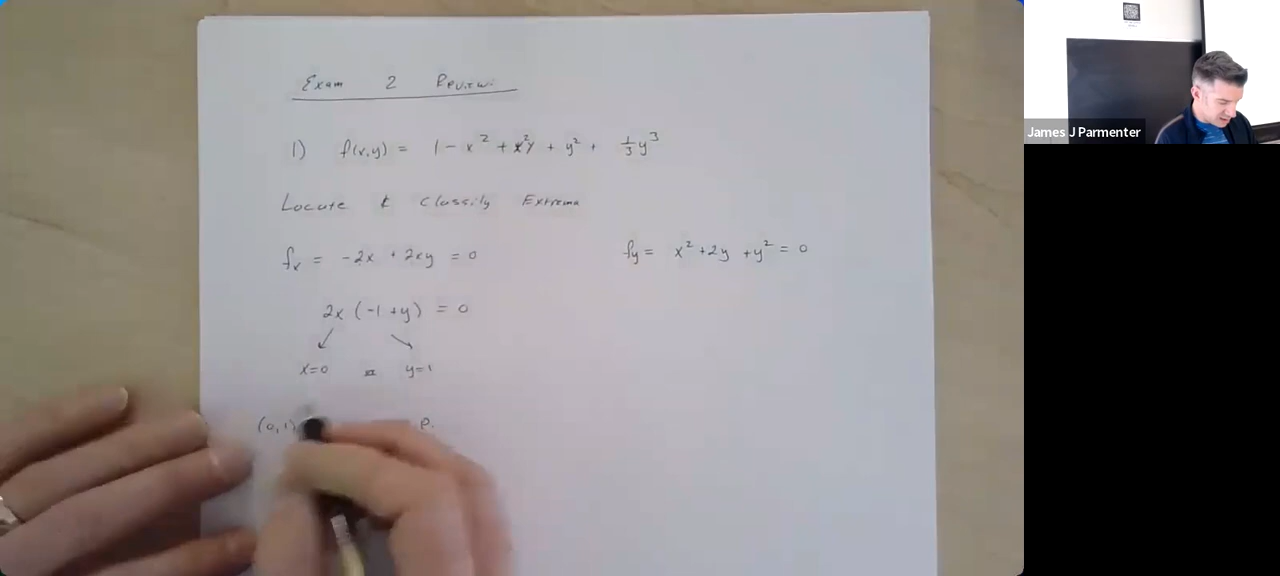 Exam 2 Review
1) f(x,y) = 1 - x² + x²y + y² + 1/3 y³
Locate & Classify Extrema
fx = -2x + 2xy = 0
fy = x² + 2y + y² = 0
2x (-1 + y) = 0
x=0 y=1
(0,1) P.
James J Parmenter